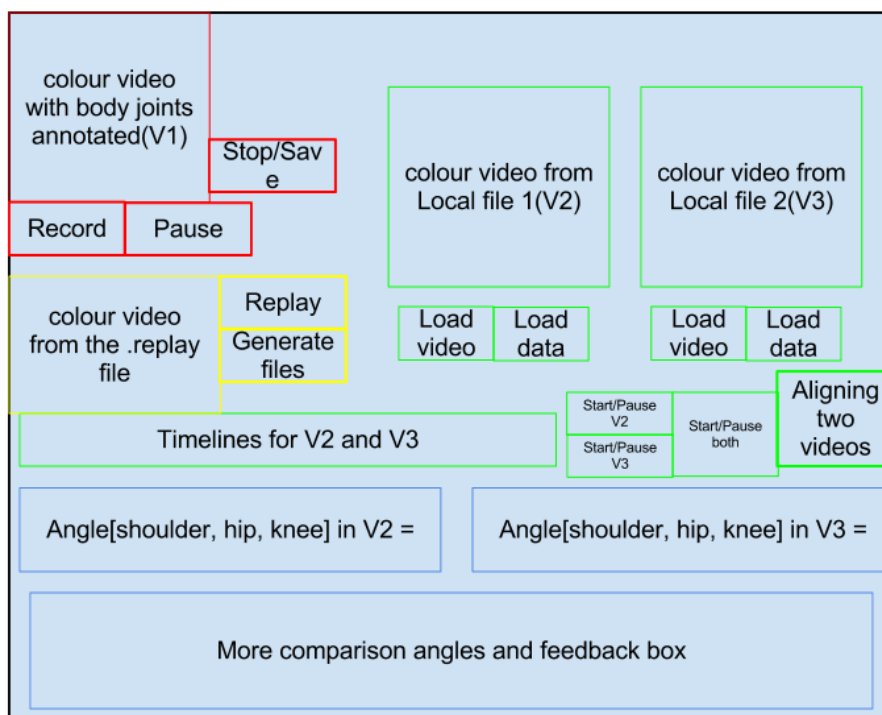 colour video
with body joints
annotated(V1)
Stop/Sav
e
Record
Pause
colour video from
Local file 1(V2)
colour video from
Local file 2(V3)
colour video
from the .replay
file
Replay
Generate
files
Load
video
Load
data
Load
video
Load
data
Timelines for V2 and V3
Start/Pause
V2
Start/Pause
V3
Start/Pause
both
Aligning
two
videos
Angle[shoulder, hip, knee] in V2 =
Angle[shoulder, hip, knee] in V3 =
More comparison angles and feedback box